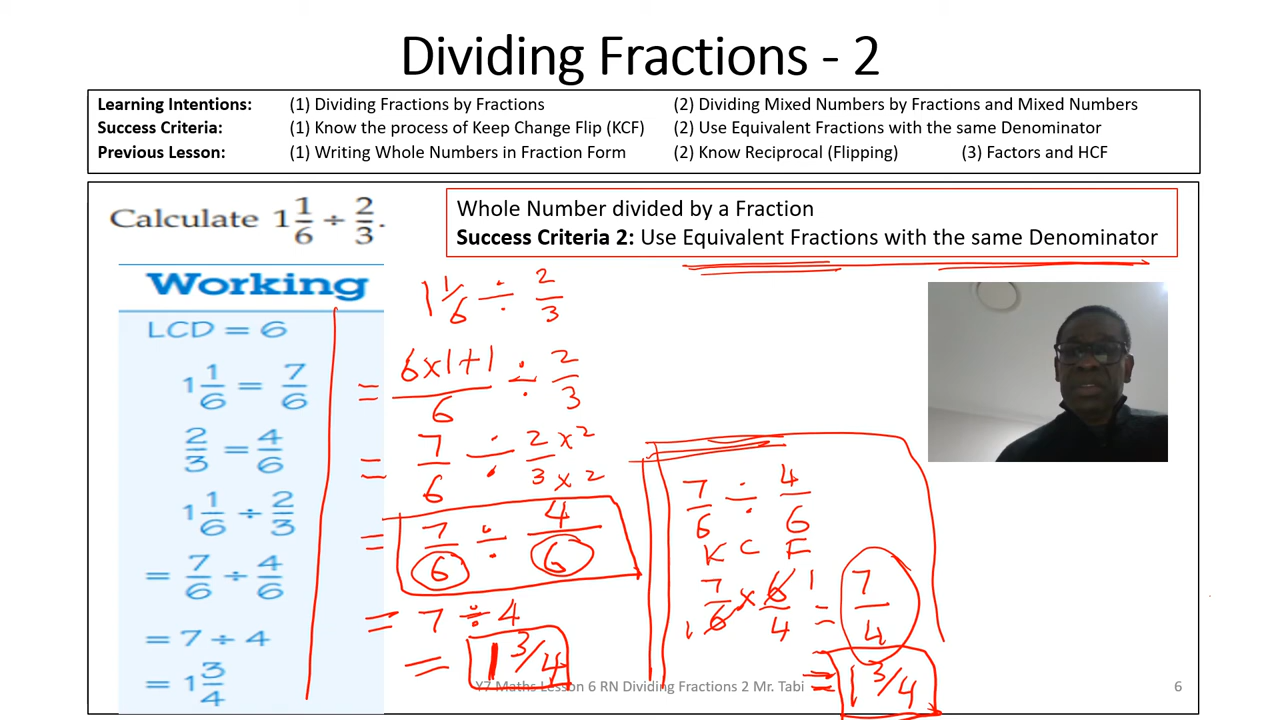 Dividing Fractions - 2
Learning Intentions: (1) Dividing Fractions by Fractions (2) Dividing Mixed Numbers by Fractions and Mixed Numbers
Success Criteria: (1) Know the process of Keep Change Flip (KCF) (2) Use Equivalent Fractions with the same Denominator
Previous Lesson: (1) Writing Whole Numbers in Fraction Form (2) Know Reciprocal (Flipping) (3) Factors and HCF
Calculate 1 1/6 ÷ 2/3.
Whole Number divided by a Fraction
Success Criteria 2: Use Equivalent Fractions with the same Denominator
Working
LCD = 6
1 1/6 = 7/6
2/3 = 4/6
1 1/6 ÷ 2/3
= 7/6 ÷ 4/6
= 7 ÷ 4
= 1 3/4
1 1/6 ÷ 2/3
= 6x1+1/6 ÷ 2/3
= 7/6 ÷ 2x2/3x2
= 7/6 ÷ 4/6
= 7 ÷ 4
= 1 3/4
7/6 ÷ 4/6
K C F
7/6 1 x 6/4 1 = 7/4
= 1 3/4
Y7 Maths Lesson 6 RN Dividing Fractions 2 Mr. Tabi
6